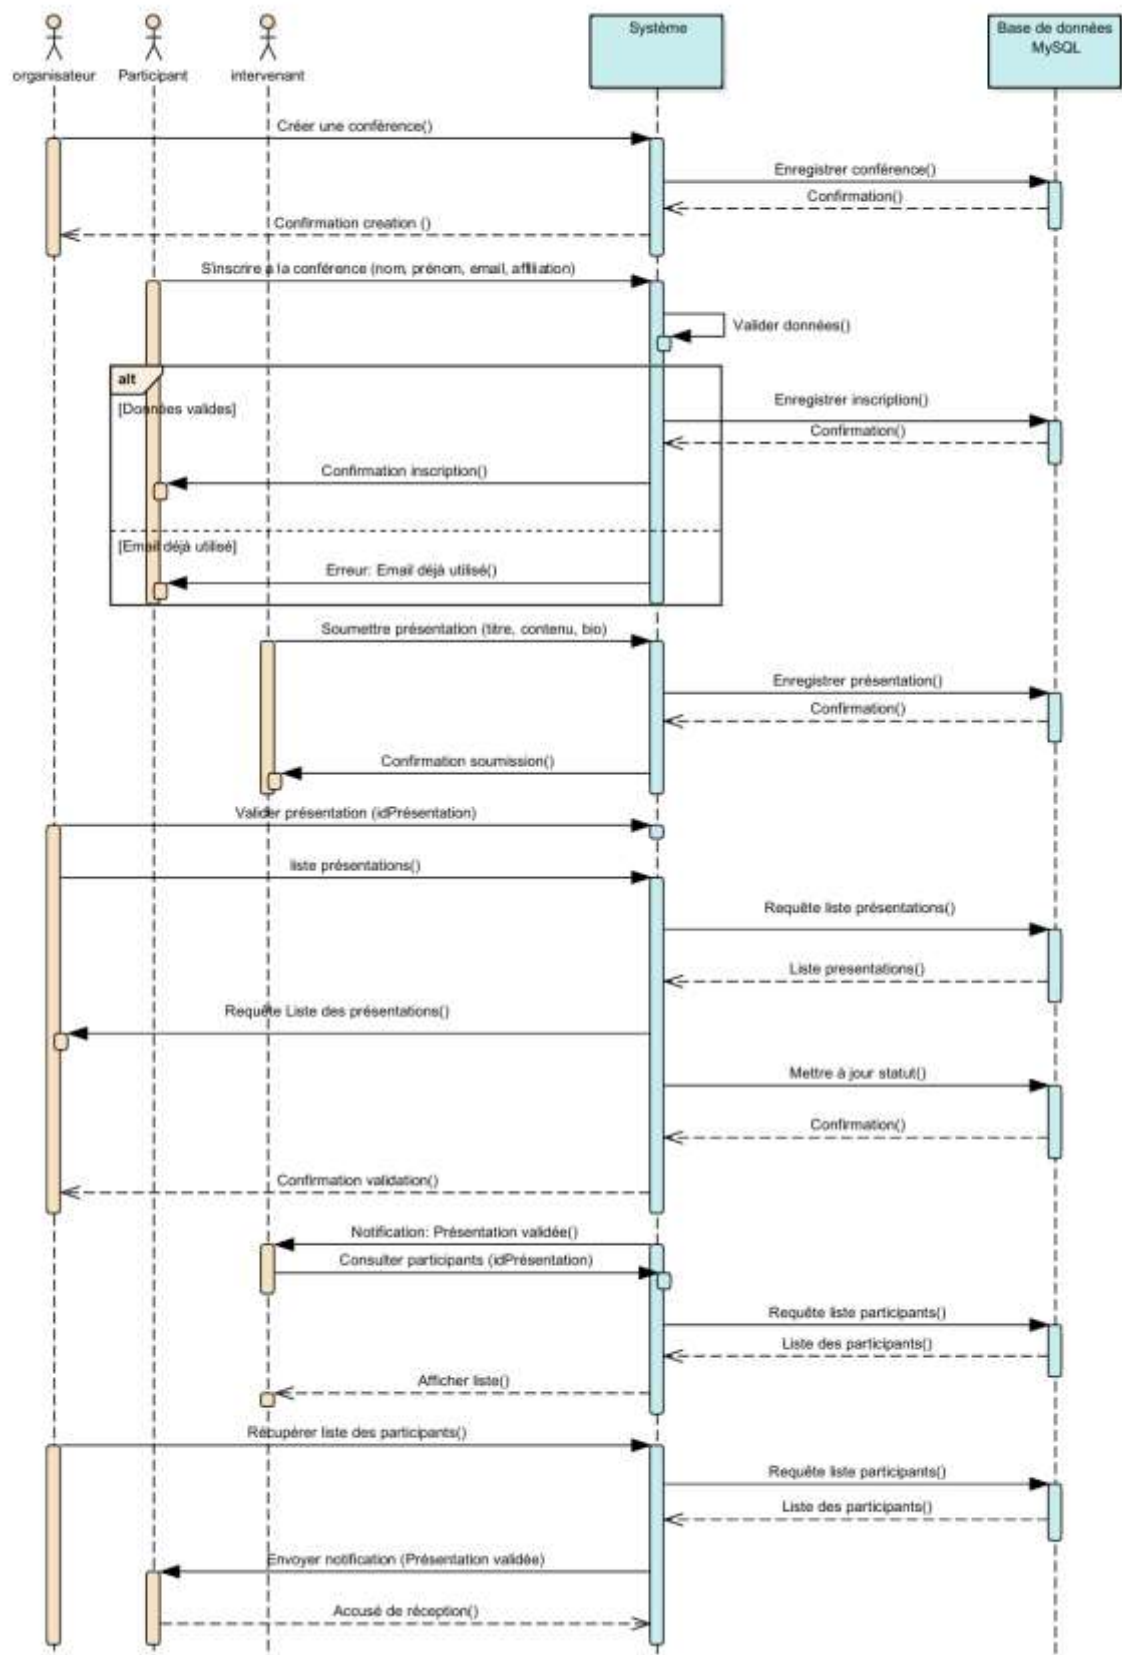 organisateur
Participant
intervenant
Système
Base de données
MySQL
Créer une conférence()
Enregistrer conférence()
Confirmation()
Confirmation creation ()
S'inscrire à la conférence (nom, prénom, email, affiliation)
Valider données()
alt
[Données valides]
Enregistrer inscription()
Confirmation()
Confirmation inscription()
[Email déjà utilisé]
Erreur: Email déjà utilisé()
Soumettre présentation (titre, contenu, bio)
Enregistrer présentation()
Confirmation()
Confirmation soumission()
Valider présentation (idPrésentation)
liste présentations()
Requête liste présentations()
Liste presentations()
Requête Liste des présentations()
Mettre à jour statut()
Confirmation()
Confirmation validation()
Notification: Présentation validée()
Consulter participants (idPrésentation)
Requête liste participants()
Liste des participants()
Afficher liste()
Récupérer liste des participants()
Requête liste participants()
Liste des participants()
Envoyer notification (Présentation validée)
Accusé de réception()